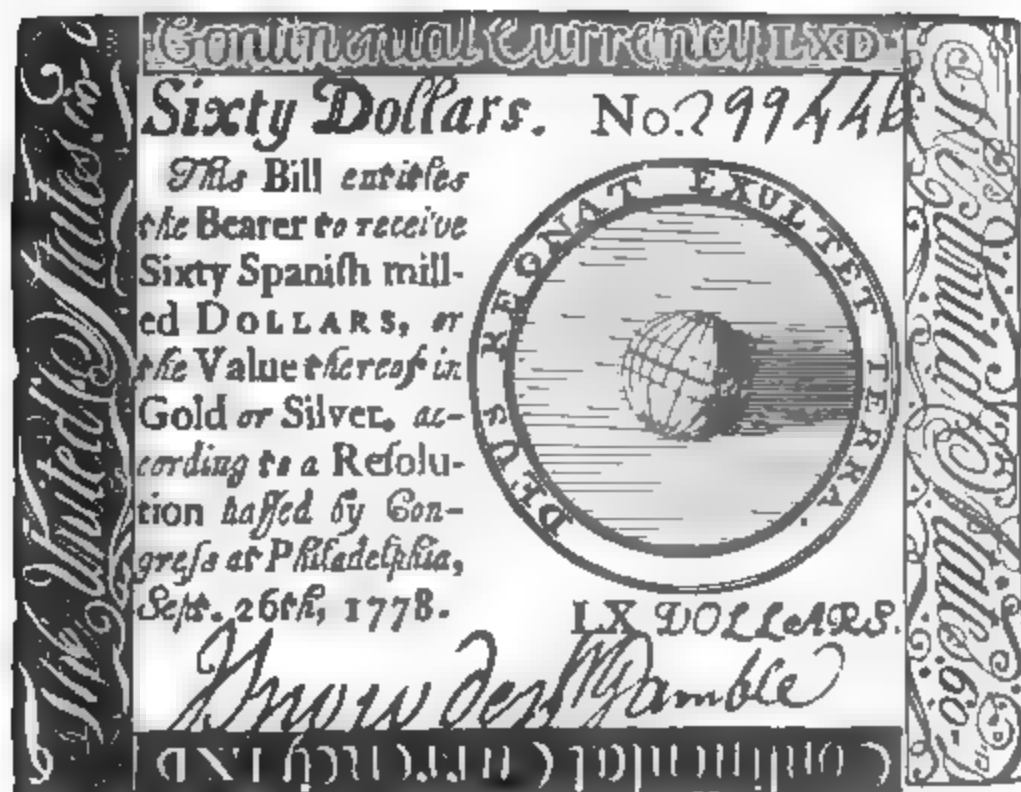 Continental Currency LXD.
Sixty Dollars. No. 299446
This Bill entitles
the Bearer to receive
Sixty Spaniſh mill-
ed DOLLARS, or
the Value thereof in
Gold or Silver, ac-
cording to a Reſolu-
tion paſſed by Con-
greſs at Philadelphia,
Sept. 26th, 1778.
DEUS REGNAT EXULTET TERRA.
LX DOLLARS.
The United States. 60
The United States 60
Continental Currency LXD